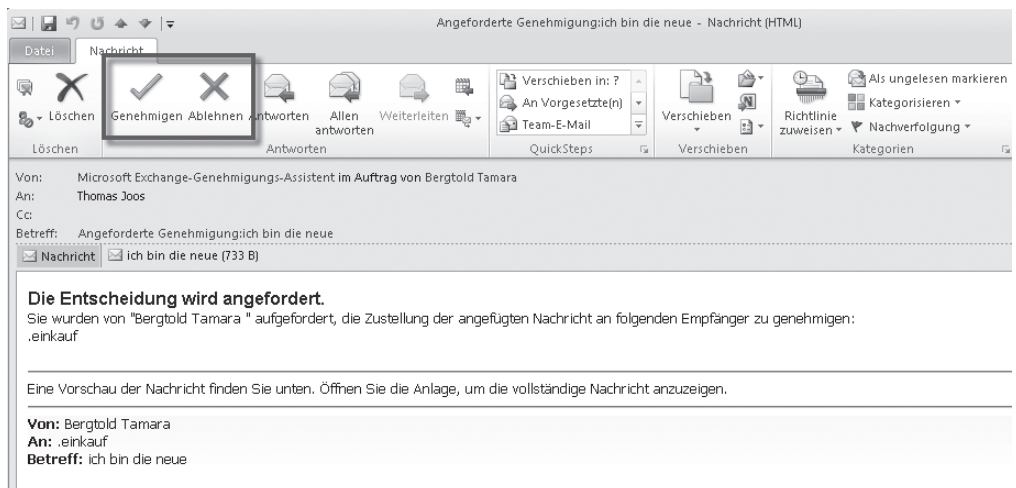 Angeforderte Genehmigung:ich bin die neue - Nachricht (HTML)
Datei Nachricht
Löschen
Genehmigen Ablehnen Antworten Allen antworten Weiterleiten
Verschieben in: ?
An Vorgesetzte(n)
Team-E-Mail
Verschieben
Richtlinie zuweisen
Als ungelesen markieren
Kategorisieren
Nachverfolgung
Löschen Antworten QuickSteps Verschieben Kategorien
Von: Microsoft Exchange-Genehmigungs-Assistent im Auftrag von Bergtold Tamara
An: Thomas Joos
Cc:
Betreff: Angeforderte Genehmigung:ich bin die neue
Nachricht ich bin die neue (733 B)
Die Entscheidung wird angefordert.
Sie wurden von "Bergtold Tamara " aufgefordert, die Zustellung der angefügten Nachricht an folgenden Empfänger zu genehmigen:
.einkauf
Eine Vorschau der Nachricht finden Sie unten. Öffnen Sie die Anlage, um die vollständige Nachricht anzuzeigen.
Von: Bergtold Tamara
An: .einkauf
Betreff: ich bin die neue